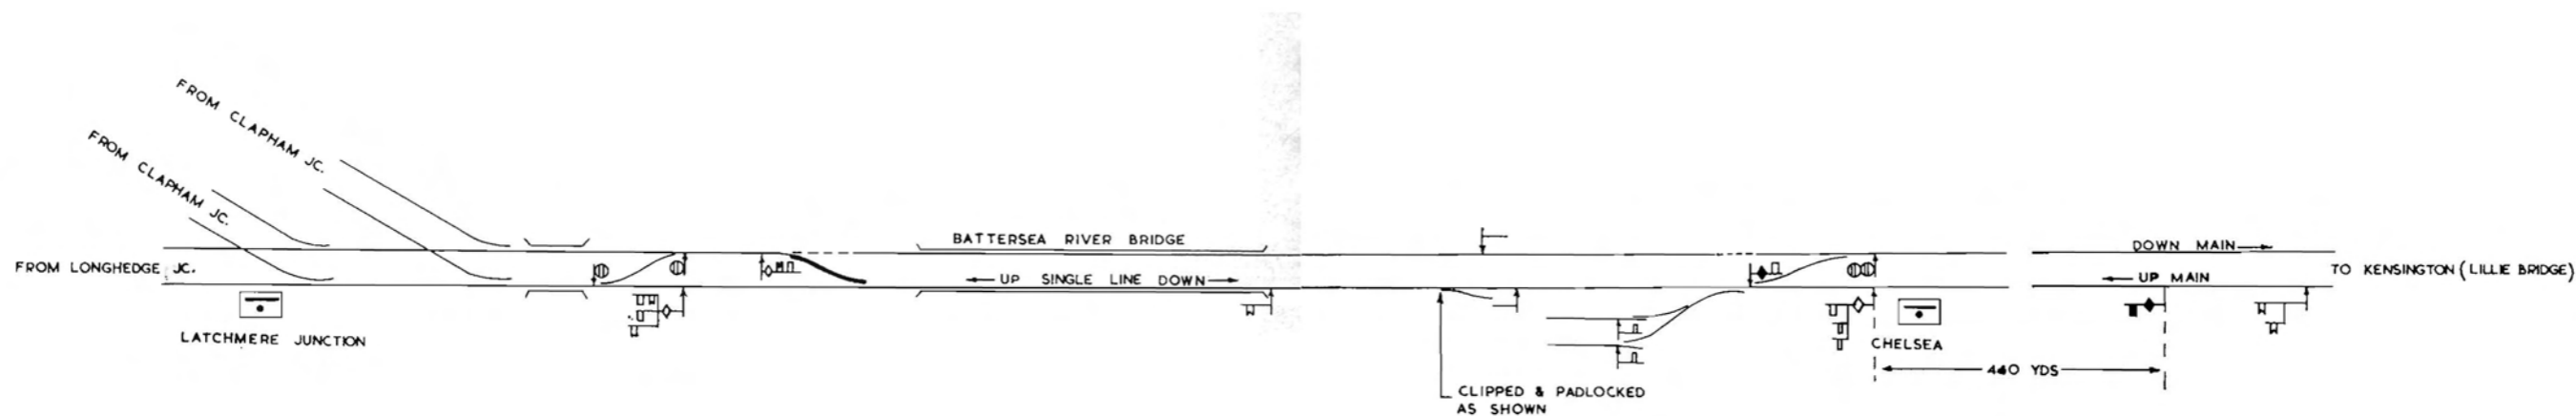 FROM CLAPHAM JC.
FROM CLAPHAM JC.
FROM LONGHEDGE JC.
LATCHMERE JUNCTION
BATTERSEA RIVER BRIDGE
UP SINGLE LINE DOWN
CLIPPED & PADLOCKED
AS SHOWN
CHELSEA
440 YDS
DOWN MAIN
UP MAIN
TO KENSINGTON (LILLIE BRIDGE)